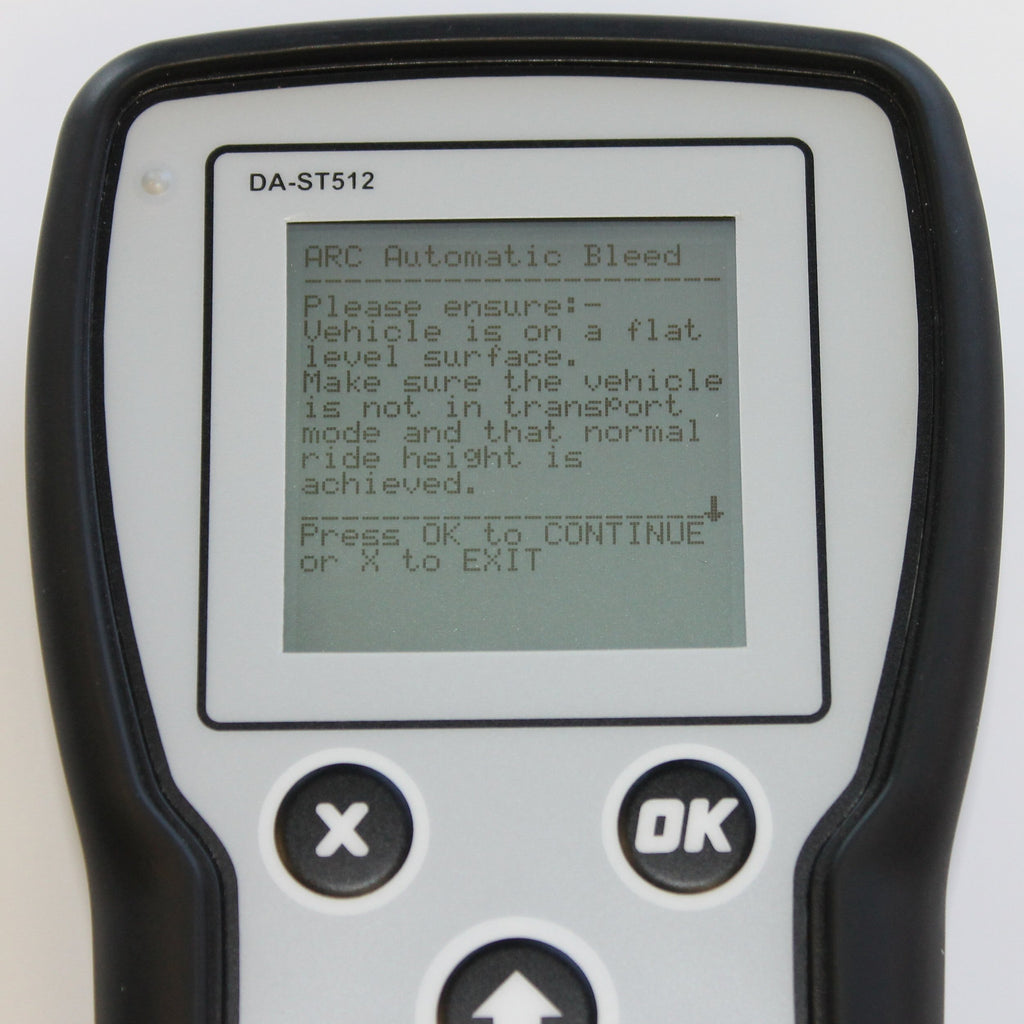 DA-ST512
ARC Automatic Bleed
Please ensure:-
Vehicle is on a flat
level surface.
Make sure the vehicle
is not in transport
mode and that normal
ride height is
achieved.
Press OK to CONTINUE
or X to EXIT
X
OK